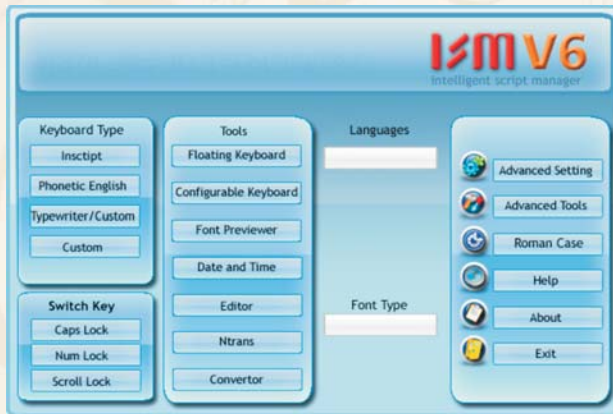 ISM V6
intelligent script manager
Keyboard Type
Insctipt
Phonetic English
Typewriter/Custom
Custom
Switch Key
Caps Lock
Num Lock
Scroll Lock
Tools
Floating Keyboard
Configurable Keyboard
Font Previewer
Date and Time
Editor
Ntrans
Convertor
Languages
Font Type
Advanced Setting
Advanced Tools
Roman Case
Help
About
Exit